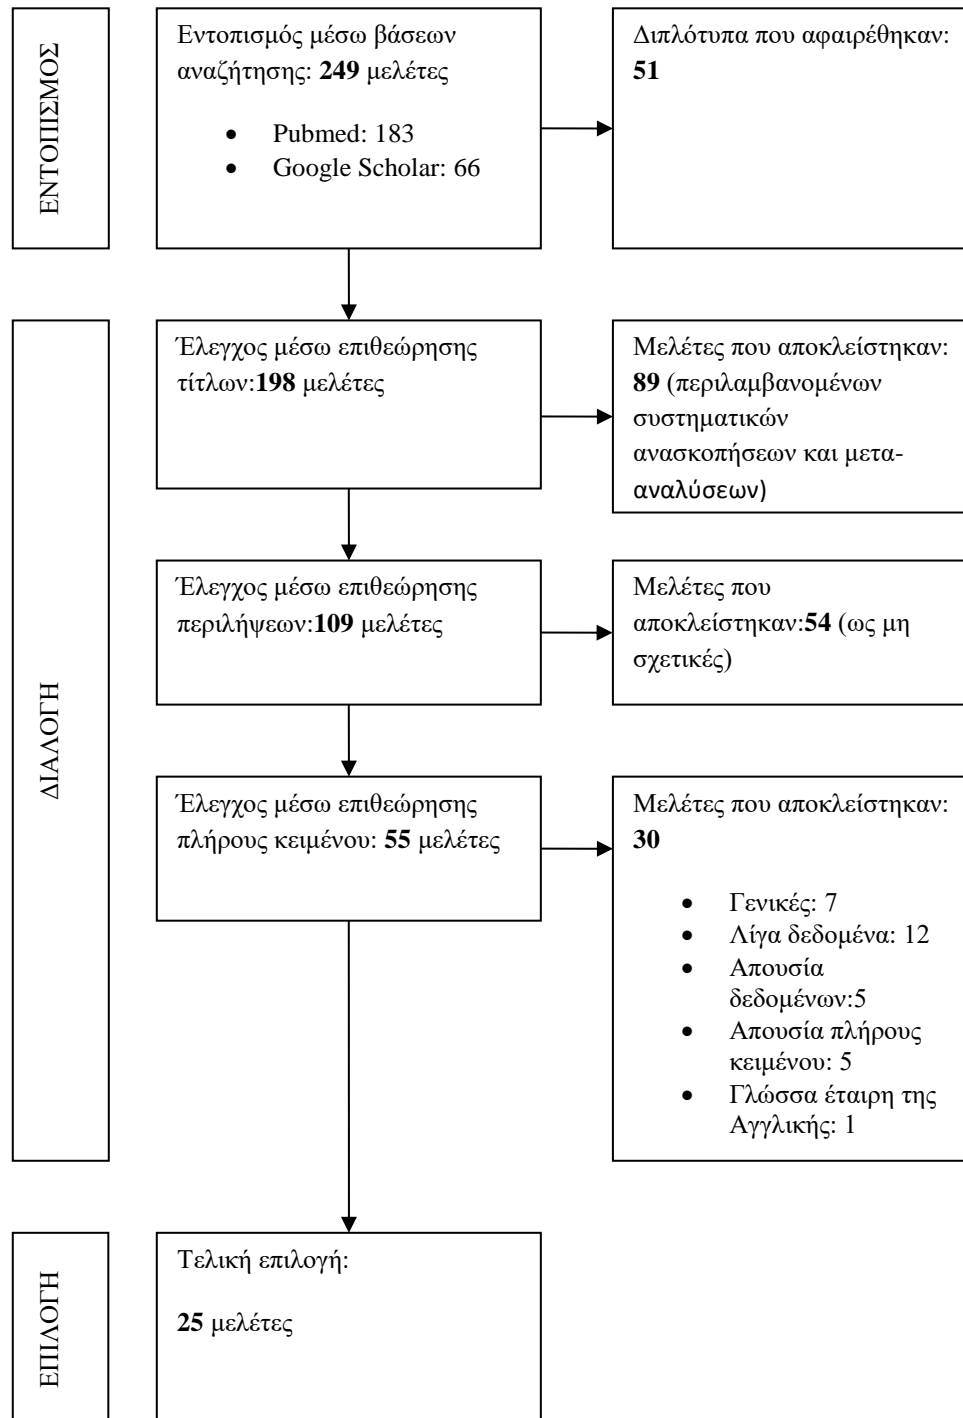 ΕΝΤΟΠΙΣΜΟΣ
Εντοπισμός μέσω βάσεων
αναζήτησης: 249 μελέτες
• Pubmed: 183
• Google Scholar: 66
Διπλότυπα που αφαιρέθηκαν:
51
ΔΙΑΛΟΓΗ
Έλεγχος μέσω επιθεώρησης
τίτλων:198 μελέτες
Μελέτες που αποκλείστηκαν:
89 (περιλαμβανομένων
συστηματικών
ανασκοπήσεων και μετα-
αναλύσεων)
Έλεγχος μέσω επιθεώρησης
περιλήψεων:109 μελέτες
Μελέτες που
αποκλείστηκαν:54 (ως μη
σχετικές)
Έλεγχος μέσω επιθεώρησης
πλήρους κειμένου: 55 μελέτες
Μελέτες που αποκλείστηκαν:
30
• Γενικές: 7
• Λίγα δεδομένα: 12
• Απουσία
δεδομένων:5
• Απουσία πλήρους
κειμένου: 5
• Γλώσσα έταιρη της
Αγγλικής: 1
ΕΠΙΛΟΓΗ
Τελική επιλογή:
25 μελέτες